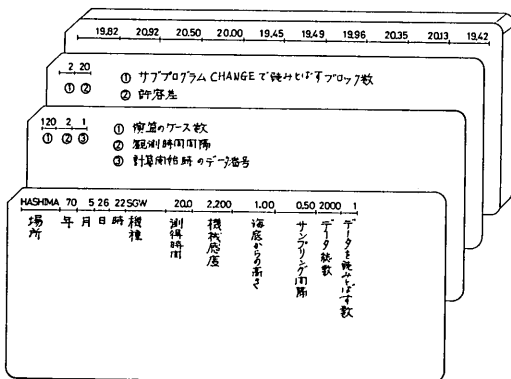 19.82 20.92 20.50 20.00 19.45 19.49 19.96 20.35 20.13 19.42
2 20
① ②
① サブプログラム CHANGE で読みとばすブロック数
② 許容差
120 2 1
① ② ③
① 演算のケース数
② 観測時間間隔
③ 計算開始時のデータ番号
HASHIMA 70 5 26 22 SGW 20.0 2.200 1.00 0.50 2000 1
場所 年 月 日 時 機種 測得時間 機械感度 海底からの高さ サンプリング間隔 データ総数 データを読みとばす数